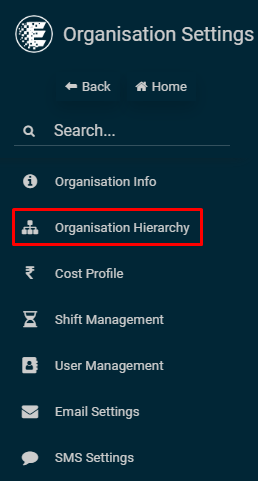 Organisation Settings
Back Home
Search...
Organisation Info
Organisation Hierarchy
₹ Cost Profile
Shift Management
User Management
Email Settings
SMS Settings